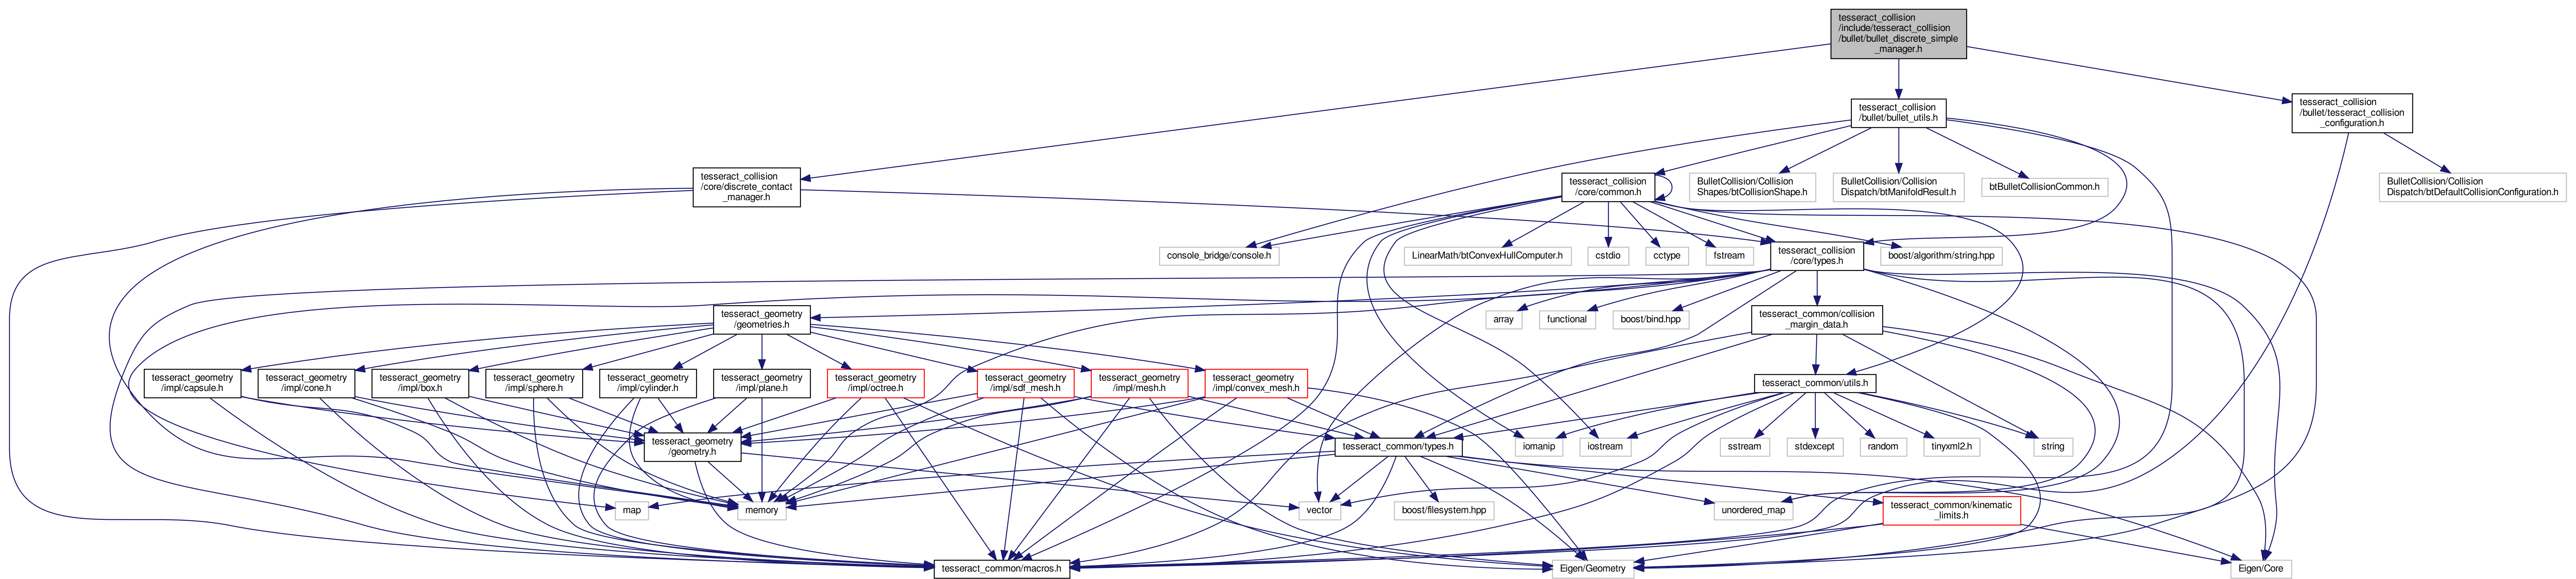 tesseract_collision
/include/tesseract_collision
/bullet/bullet_discrete_simple
_manager.h
tesseract_collision
/bullet/bullet_utils.h
tesseract_collision
/bullet/tesseract_collision
_configuration.h
tesseract_collision
/core/discrete_contact
_manager.h
tesseract_collision
/core/common.h
BulletCollision/Collision
Shapes/btCollisionShape.h
BulletCollision/Collision
Dispatch/btManifoldResult.h
btBulletCollisionCommon.h
BulletCollision/Collision
Dispatch/btDefaultCollisionConfiguration.h
console_bridge/console.h
LinearMath/btConvexHullComputer.h
cstdio
cctype
fstream
tesseract_collision
/core/types.h
boost/algorithm/string.hpp
tesseract_geometry
/geometries.h
array
functional
boost/bind.hpp
tesseract_common/collision
_margin_data.h
tesseract_geometry
/impl/capsule.h
tesseract_geometry
/impl/cone.h
tesseract_geometry
/impl/box.h
tesseract_geometry
/impl/sphere.h
tesseract_geometry
/impl/cylinder.h
tesseract_geometry
/impl/plane.h
tesseract_geometry
/impl/octree.h
tesseract_geometry
/impl/sdf_mesh.h
tesseract_geometry
/impl/mesh.h
tesseract_geometry
/impl/convex_mesh.h
tesseract_common/utils.h
tesseract_geometry
/geometry.h
tesseract_common/types.h
iomanip
iostream
sstream
stdexcept
random
tinyxml2.h
string
map
memory
vector
boost/filesystem.hpp
unordered_map
tesseract_common/kinematic
_limits.h
tesseract_common/macros.h
Eigen/Geometry
Eigen/Core